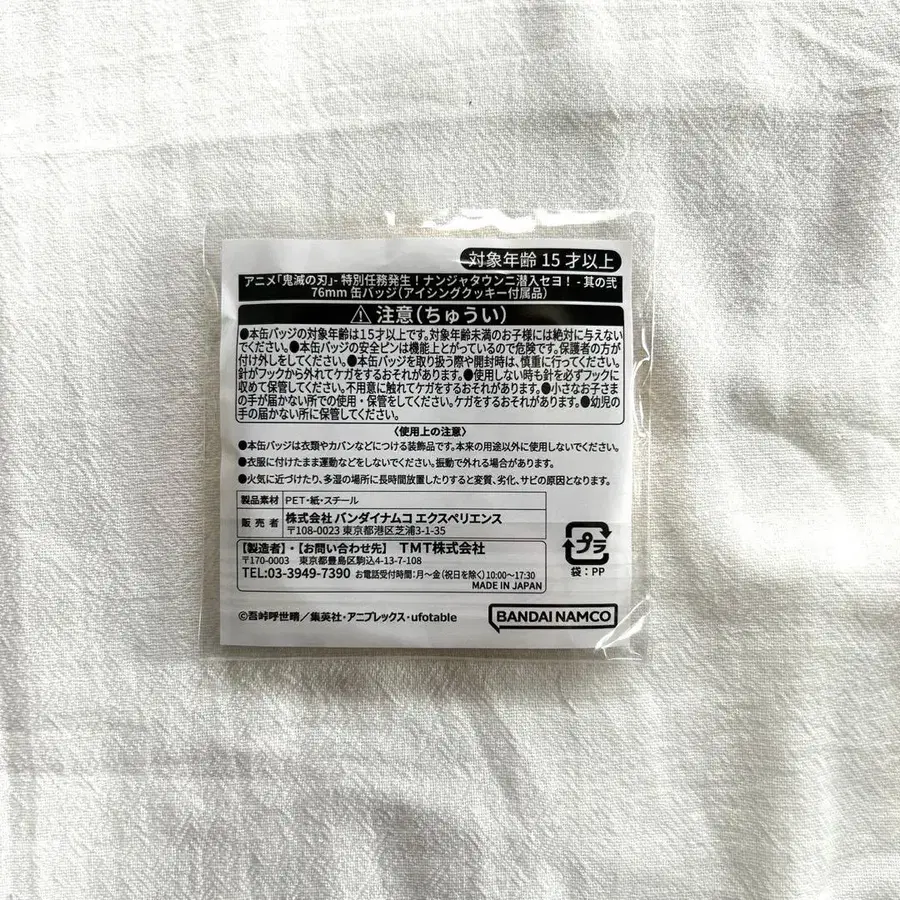 対象年齢 15 才以上
アニメ「鬼滅の刃」- 特別任務発生！ナンジャタウンニ潜入セヨ！ - 其の弐
76mm 缶バッジ（アイシングクッキー付属品）
⚠ 注意（ちゅうい）
●本缶バッジの対象年齢は15才以上です。対象年齢未満のお子様には絶対に与えない
でください。●本缶バッジの安全ピンは機能上とがっているので危険です。保護者の方が
付け外しをしてください。●本缶バッジを取り扱う際や開封時は、慎重に行ってください。
針がフックから外れてケガをするおそれがあります。●使用しない時も針を必ずフックに
収めて保管してください。不用意に触れてケガをするおそれがあります。●小さなお子さま
の手が届かない所での使用・保管をしてください。ケガをするおそれがあります。●幼児の
手の届かない所に保管してください。
〈使用上の注意〉
●本缶バッジは衣類やカバンなどにつける装飾品です。本来の用途以外に使用しないでください。
●衣服に付けたまま運動などをしないでください。振動で外れる場合があります。
●火気に近づけたり、多湿の場所に長時間放置したりすると変質、劣化、サビの原因となります。
製品素材 PET・紙・スチール
販売者 株式会社 バンダイナムコ エクスペリエンス
〒108-0023 東京都港区芝浦3-1-35
【製造者】・【お問い合わせ先】 TMT株式会社
〒170-0003 東京都豊島区駒込4-13-7-108
TEL:03-3949-7390 お電話受付時間：月～金（祝日を除く）10:00～17:30
MADE IN JAPAN
プラ
袋：PP
©吾峠呼世晴／集英社・アニプレックス・ufotable
BANDAI NAMCO